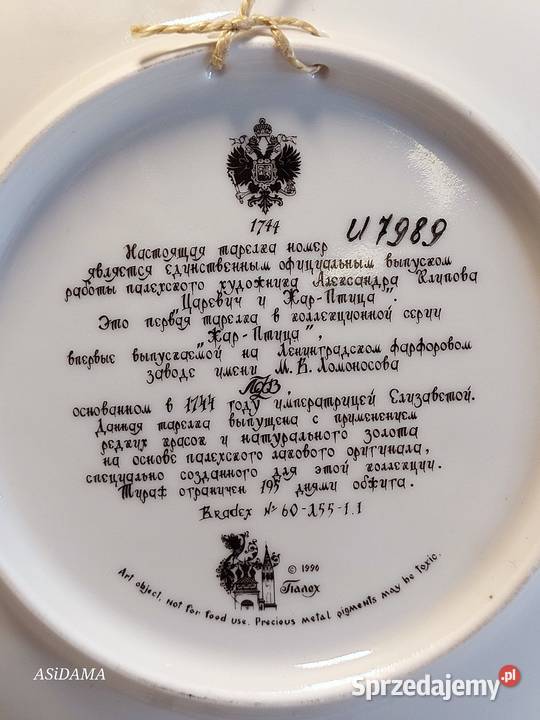 1744
И 7989
Настоящая тарелка номер
является единственным официальным выпуском
работы палехского художника Александра Клипова
"Царевич и Жар-Птица".
Это первая тарелка в коллекционной серии
"Жар-Птица",
впервые выпускаемой на Ленинградском фарфоровом
заводе имени М. В. Ломоносова
ЛФЗ
основанном в 1744 году императрицей Елизаветой.
Данная тарелка выпущена с применением
редких красок и натурального золота
на основе палехского лакового оригинала,
специально созданного для этой коллекции.
Тираж ограничен 195 днями обжига.
Bradex № 60-Л55-1.1
© 1990
Палех
Art object. Not for food use. Precious metal pigments may be toxic.
ASiDAMA
Sprzedajemy.pl